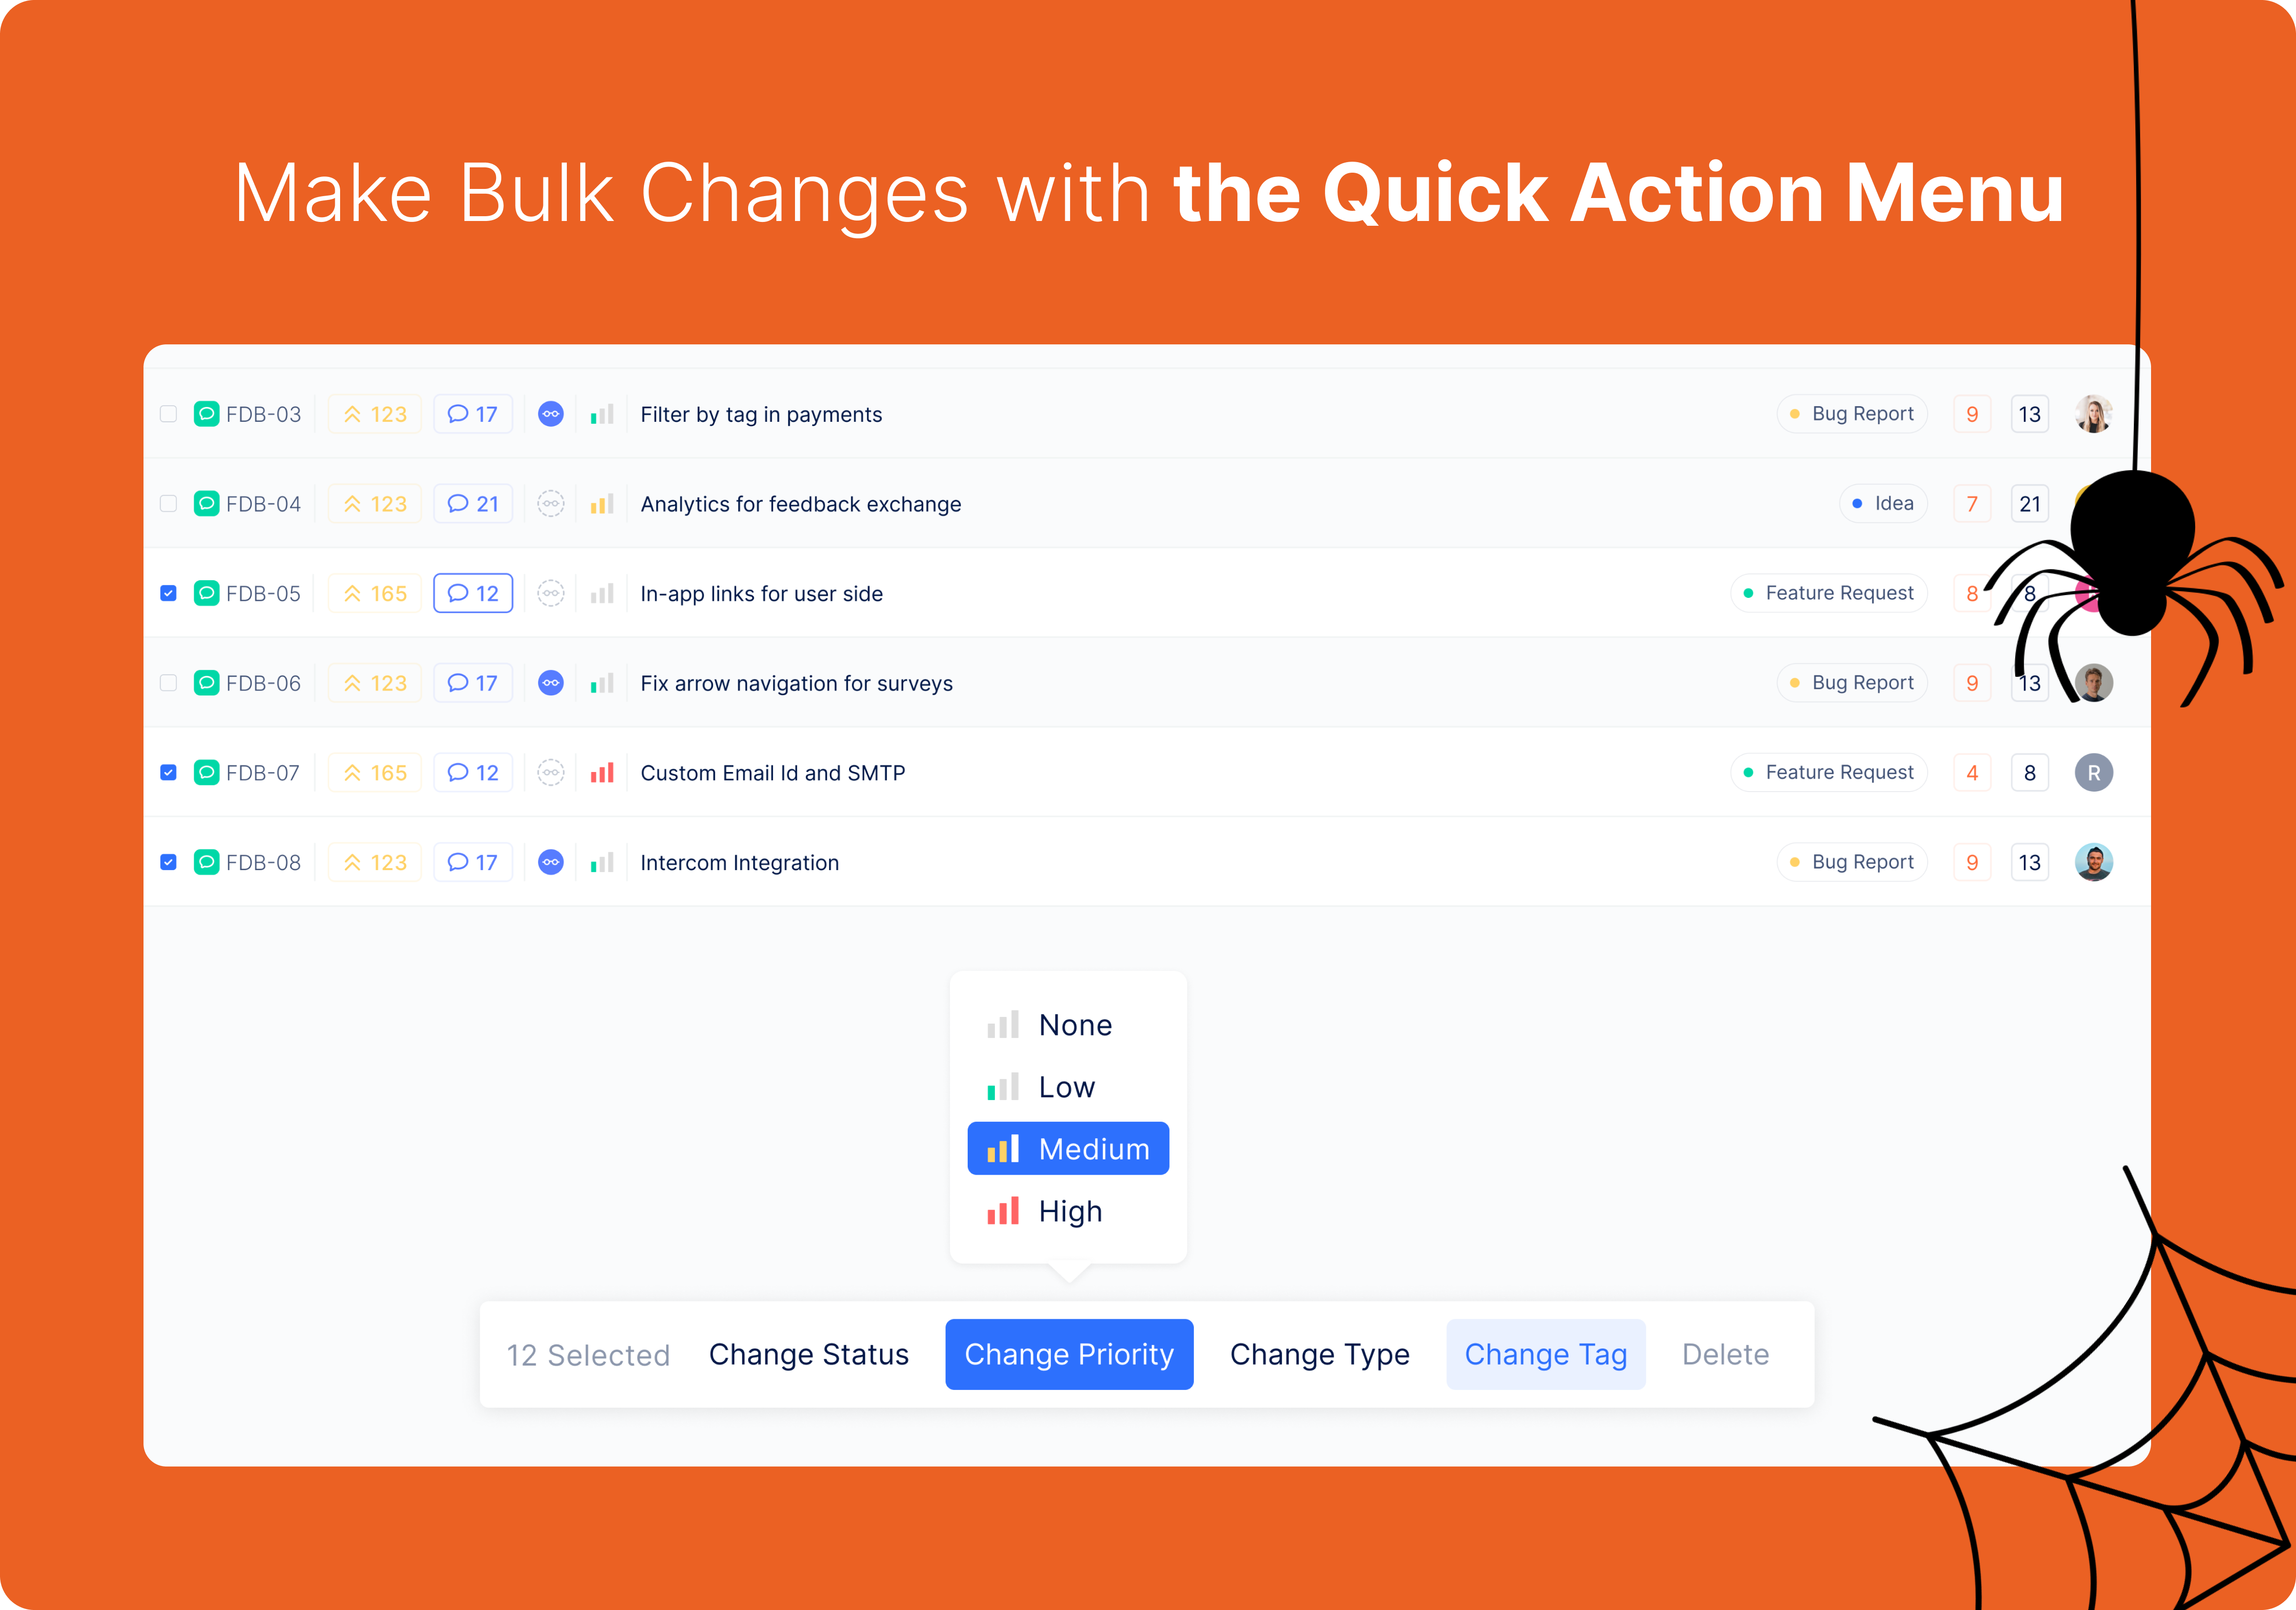 Make Bulk Changes with the Quick Action Menu
FDB-03 123 17 Filter by tag in payments Bug Report 9 13
FDB-04 123 21 Analytics for feedback exchange Idea 7 21
FDB-05 165 12 In-app links for user side Feature Request 8 8
FDB-06 123 17 Fix arrow navigation for surveys Bug Report 9 13
FDB-07 165 12 Custom Email Id and SMTP Feature Request 4 8 R
FDB-08 123 17 Intercom Integration Bug Report 9 13
None
Low
Medium
High
12 Selected Change Status Change Priority Change Type Change Tag Delete